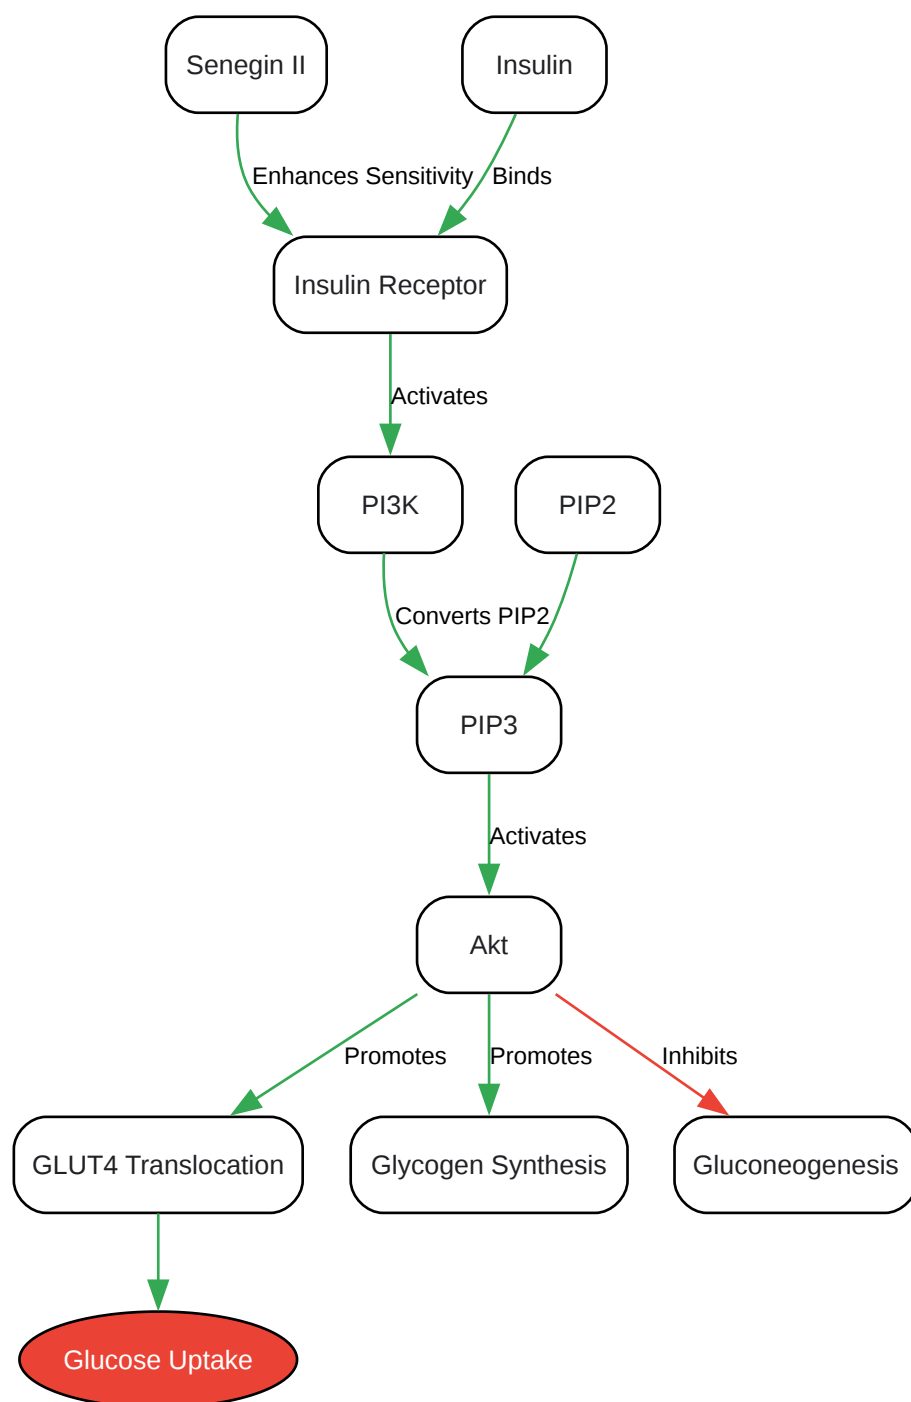 Senegin II
Insulin
Enhances Sensitivity
Binds
Insulin Receptor
Activates
PI3K
PIP2
Converts PIP2
PIP3
Activates
Akt
Promotes
Promotes
Inhibits
GLUT4 Translocation
Glycogen Synthesis
Gluconeogenesis
Glucose Uptake